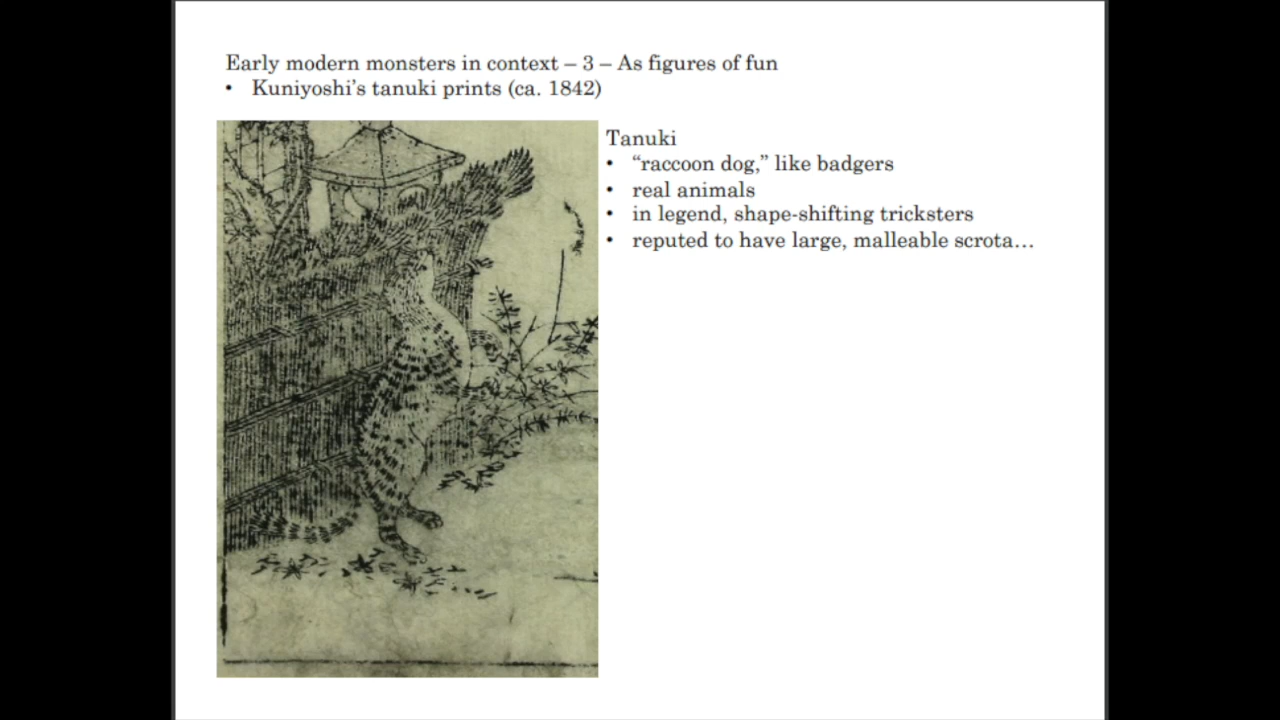 Early modern monsters in context – 3 – As figures of fun
• Kuniyoshi’s tanuki prints (ca. 1842)
Tanuki
• “raccoon dog,” like badgers
• real animals
• in legend, shape-shifting tricksters
• reputed to have large, malleable scrota…